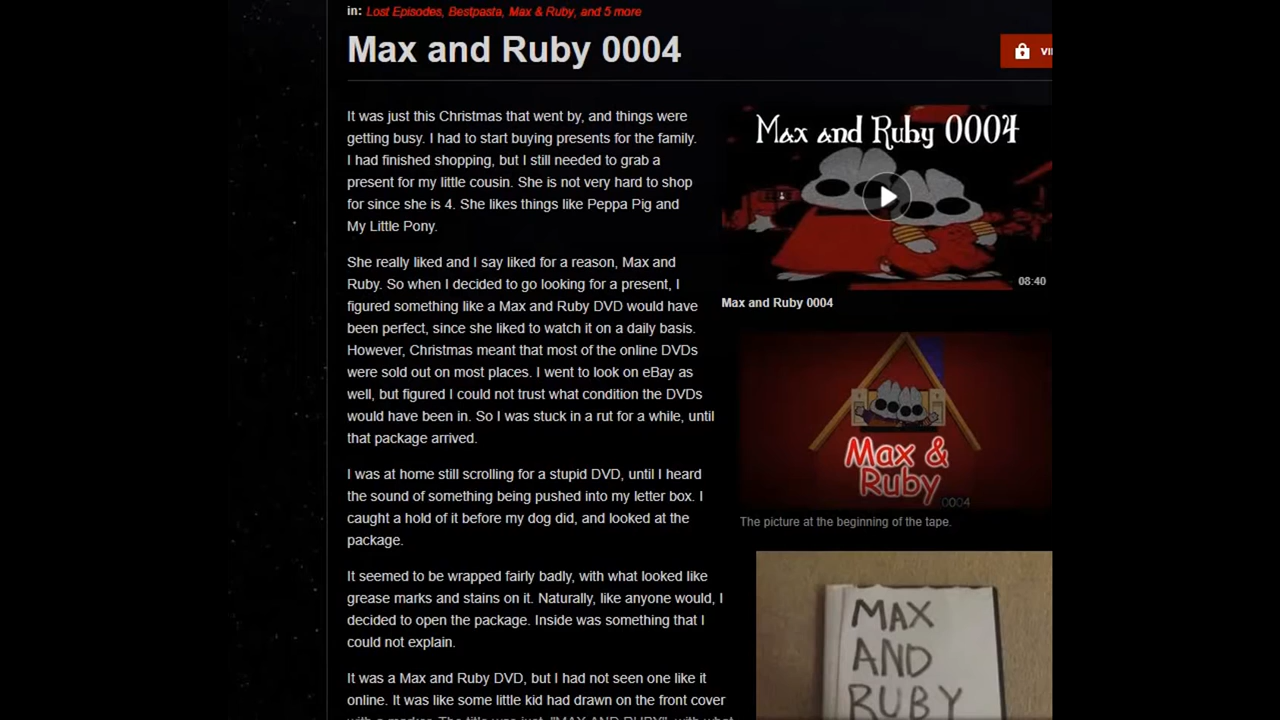 in: Lost Episodes, Bestpasta, Max & Ruby, and 5 more
Max and Ruby 0004
It was just this Christmas that went by, and things were
getting busy. I had to start buying presents for the family.
I had finished shopping, but I still needed to grab a
present for my little cousin. She is not very hard to shop
for since she is 4. She likes things like Peppa Pig and
My Little Pony.
She really liked and I say liked for a reason, Max and
Ruby. So when I decided to go looking for a present, I
figured something like a Max and Ruby DVD would have
been perfect, since she liked to watch it on a daily basis.
However, Christmas meant that most of the online DVDs
were sold out on most places. I went to look on eBay as
well, but figured I could not trust what condition the DVDs
would have been in. So I was stuck in a rut for a while, until
that package arrived.
I was at home still scrolling for a stupid DVD, until I heard
the sound of something being pushed into my letter box. I
caught a hold of it before my dog did, and looked at the
package.
It seemed to be wrapped fairly badly, with what looked like
grease marks and stains on it. Naturally, like anyone would, I
decided to open the package. Inside was something that I
could not explain.
It was a Max and Ruby DVD, but I had not seen one like it
online. It was like some little kid had drawn on the front cover
with a marker. The title was just, "MAX AND RUBY", with what
VI
Max and Ruby 0004
08:40
Max and Ruby 0004
Max &
Ruby
0004
The picture at the beginning of the tape.
MAX
AND
RUBY